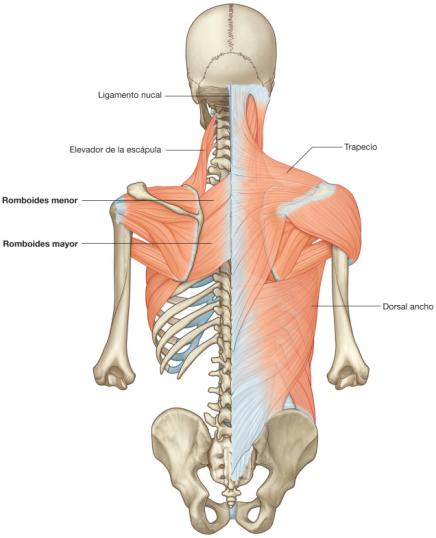 Ligamento nucal
Elevador de la escápula
Trapecio
Romboides menor
Romboides mayor
Dorsal ancho